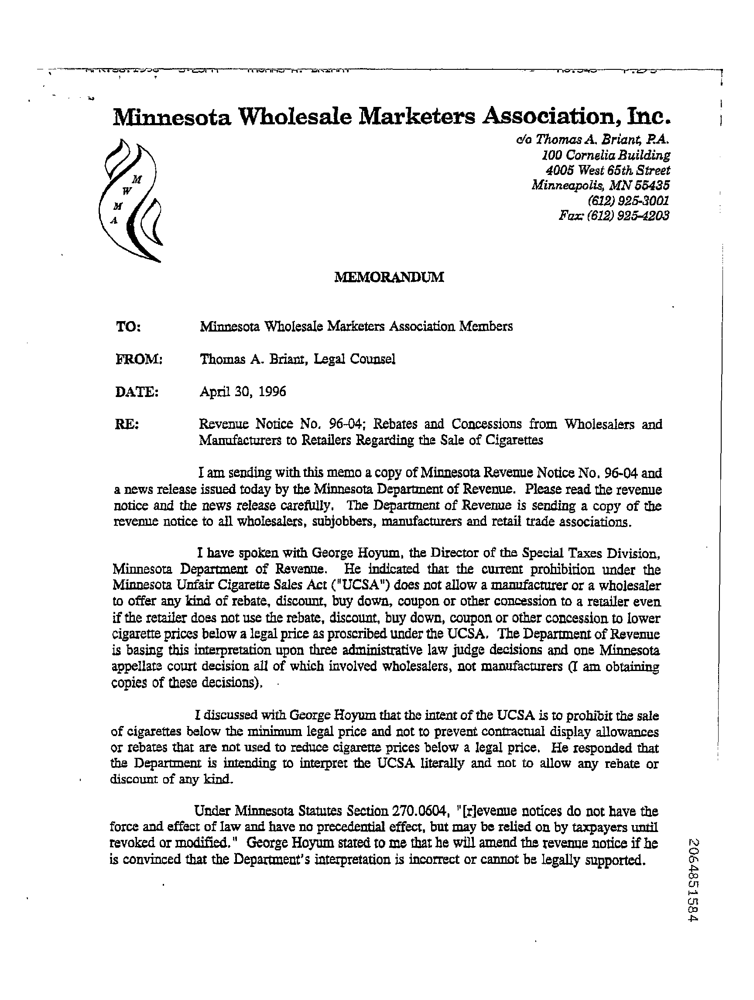 Minnesota Wholesale Marketers Association, Inc.
c/o Thomas A. Briant, P.A.
100 Cornelia Building
4005 West 65th Street
Minneapolis, MN 55435
(612) 925-3001
Fax: (612) 925-4203
M
W
M
A
MEMORANDUM
TO: Minnesota Wholesale Marketers Association Members
FROM: Thomas A. Briant, Legal Counsel
DATE: April 30, 1996
RE: Revenue Notice No. 96-04; Rebates and Concessions from Wholesalers and
Manufacturers to Retailers Regarding the Sale of Cigarettes
I am sending with this memo a copy of Minnesota Revenue Notice No. 96-04 and
a news release issued today by the Minnesota Department of Revenue. Please read the revenue
notice and the news release carefully. The Department of Revenue is sending a copy of the
revenue notice to all wholesalers, subjobbers, manufacturers and retail trade associations.
I have spoken with George Hoyum, the Director of the Special Taxes Division,
Minnesota Department of Revenue. He indicated that the current prohibition under the
Minnesota Unfair Cigarette Sales Act ("UCSA") does not allow a manufacturer or a wholesaler
to offer any kind of rebate, discount, buy down, coupon or other concession to a retailer even
if the retailer does not use the rebate, discount, buy down, coupon or other concession to lower
cigarette prices below a legal price as proscribed under the UCSA. The Department of Revenue
is basing this interpretation upon three administrative law judge decisions and one Minnesota
appellate court decision all of which involved wholesalers, not manufacturers (I am obtaining
copies of these decisions).
I discussed with George Hoyum that the intent of the UCSA is to prohibit the sale
of cigarettes below the minimum legal price and not to prevent contractual display allowances
or rebates that are not used to reduce cigarette prices below a legal price. He responded that
the Department is intending to interpret the UCSA literally and not to allow any rebate or
discount of any kind.
Under Minnesota Statutes Section 270.0604, "[r]evenue notices do not have the
force and effect of law and have no precedential effect, but may be relied on by taxpayers until
revoked or modified." George Hoyum stated to me that he will amend the revenue notice if he
is convinced that the Department's interpretation is incorrect or cannot be legally supported.
2064851584